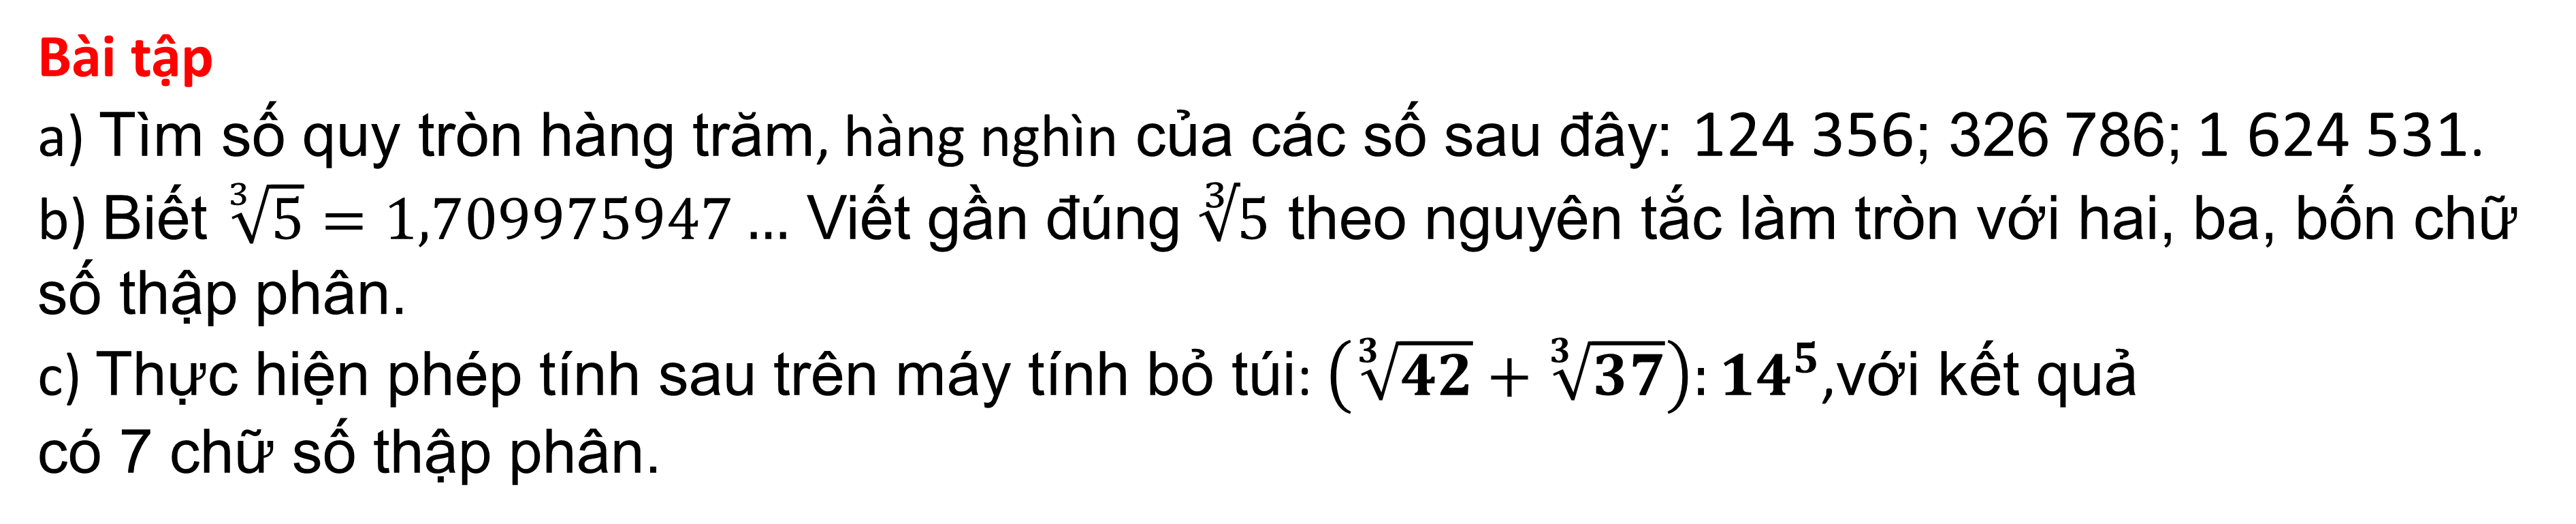 Bài tập
a) Tìm số quy tròn hàng trăm, hàng nghìn của các số sau đây: 124 356; 326 786; 1 624 531.
b) Biết ∛5 = 1,709975947 ... Viết gần đúng ∛5 theo nguyên tắc làm tròn với hai, ba, bốn chữ
số thập phân.
c) Thực hiện phép tính sau trên máy tính bỏ túi: (∛42 + ∛37): 14⁵,với kết quả
có 7 chữ số thập phân.